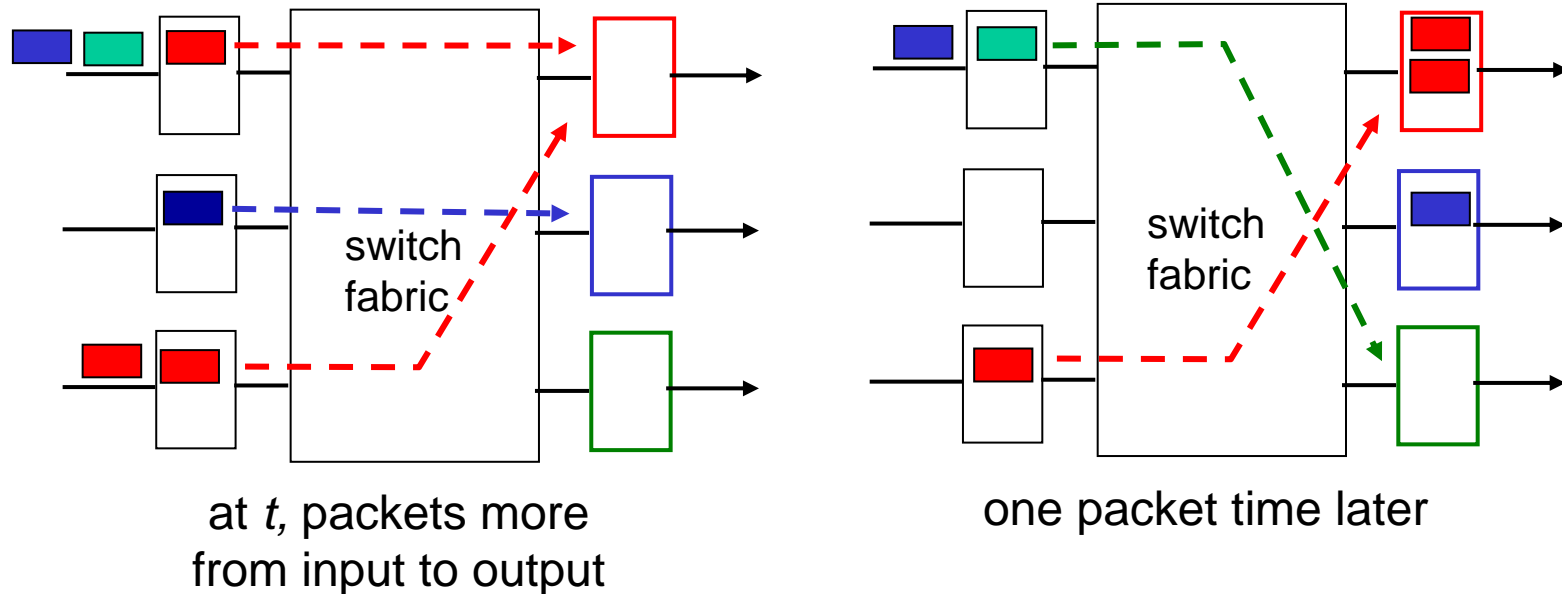 switch
fabric
at t, packets more
from input to output
switch
fabric
one packet time later